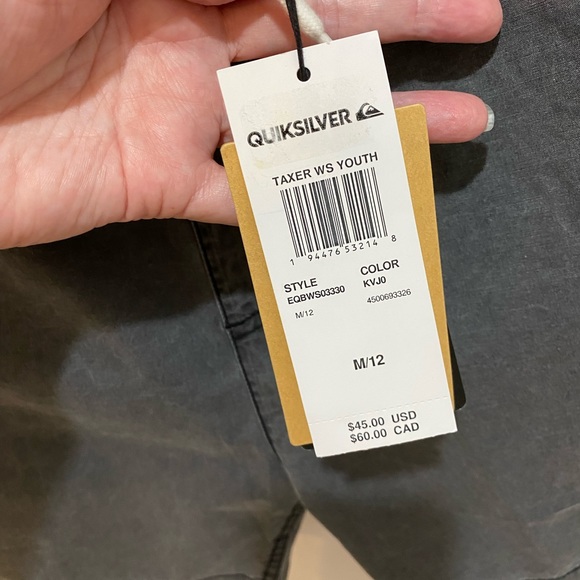 QUIKSILVER
TAXER WS YOUTH
1 94476 53214 8
STYLE COLOR
EQBWS03330 KVJ0
M/12 4500693326
M/12
$45.00 USD
$60.00 CAD